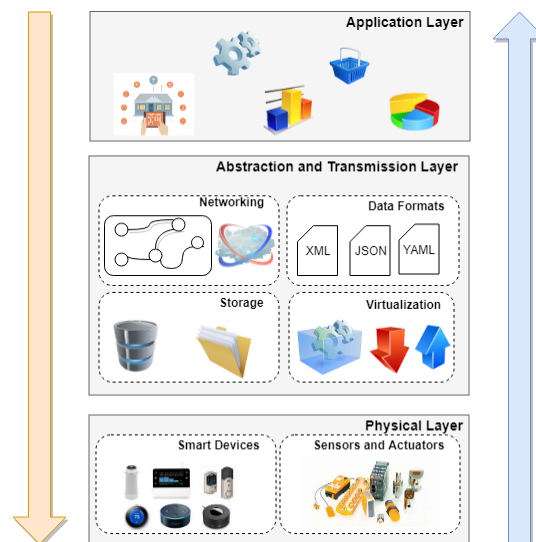 Application Layer
Abstraction and Transmission Layer
Networking
Data Formats
XML
JSON
YAML
Storage
Virtualization
Physical Layer
Smart Devices
Sensors and Actuators